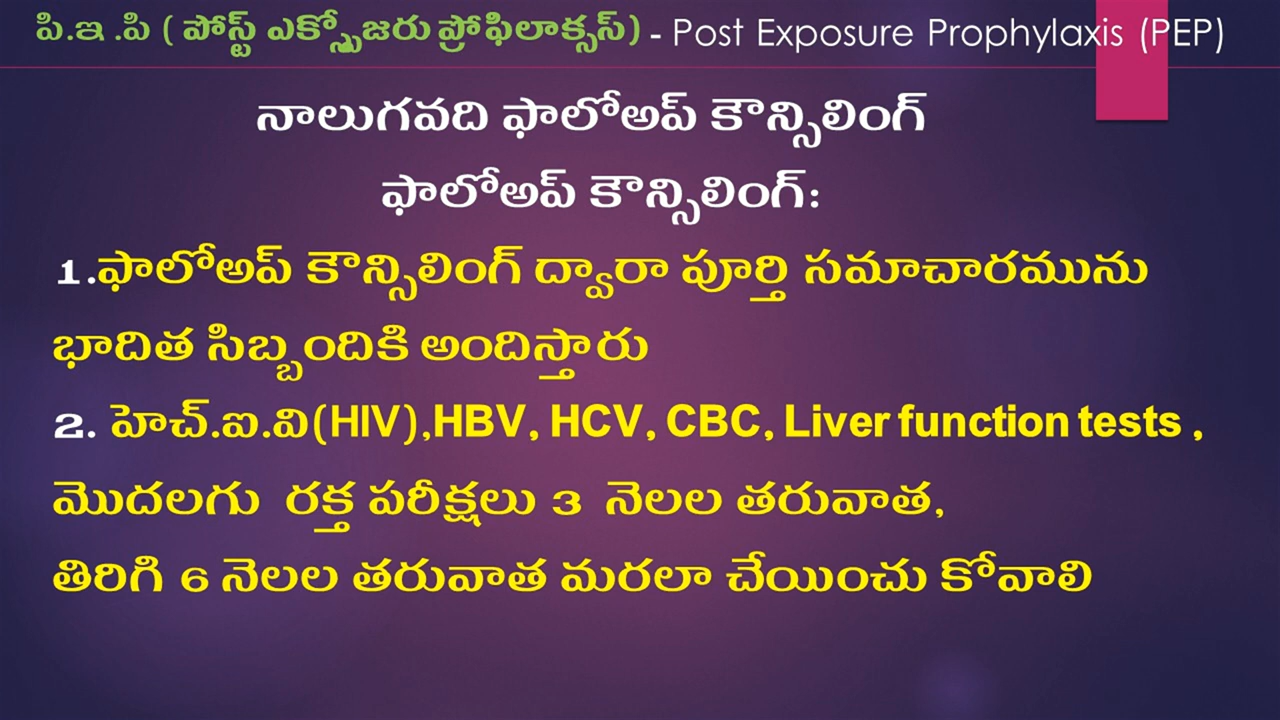 పి.ఇ .పి ( పోస్ట్ ఎక్స్పోజరు ప్రోఫిలాక్సస్) - Post Exposure Prophylaxis (PEP)
నాలుగవది ఫాలోఅప్ కౌన్సిలింగ్
ఫాలోఅప్ కౌన్సిలింగ్:
1.ఫాలోఅప్ కౌన్సిలింగ్ ద్వారా పూర్తి సమాచారమును
భాదిత సిబ్బందికి అందిస్తారు
2. హెచ్.ఐ.వి(HIV),HBV, HCV, CBC, Liver function tests ,
మొదలగు రక్త పరీక్షలు 3 నెలల తరువాత,
తిరిగి 6 నెలల తరువాత మరలా చేయించు కోవాలి